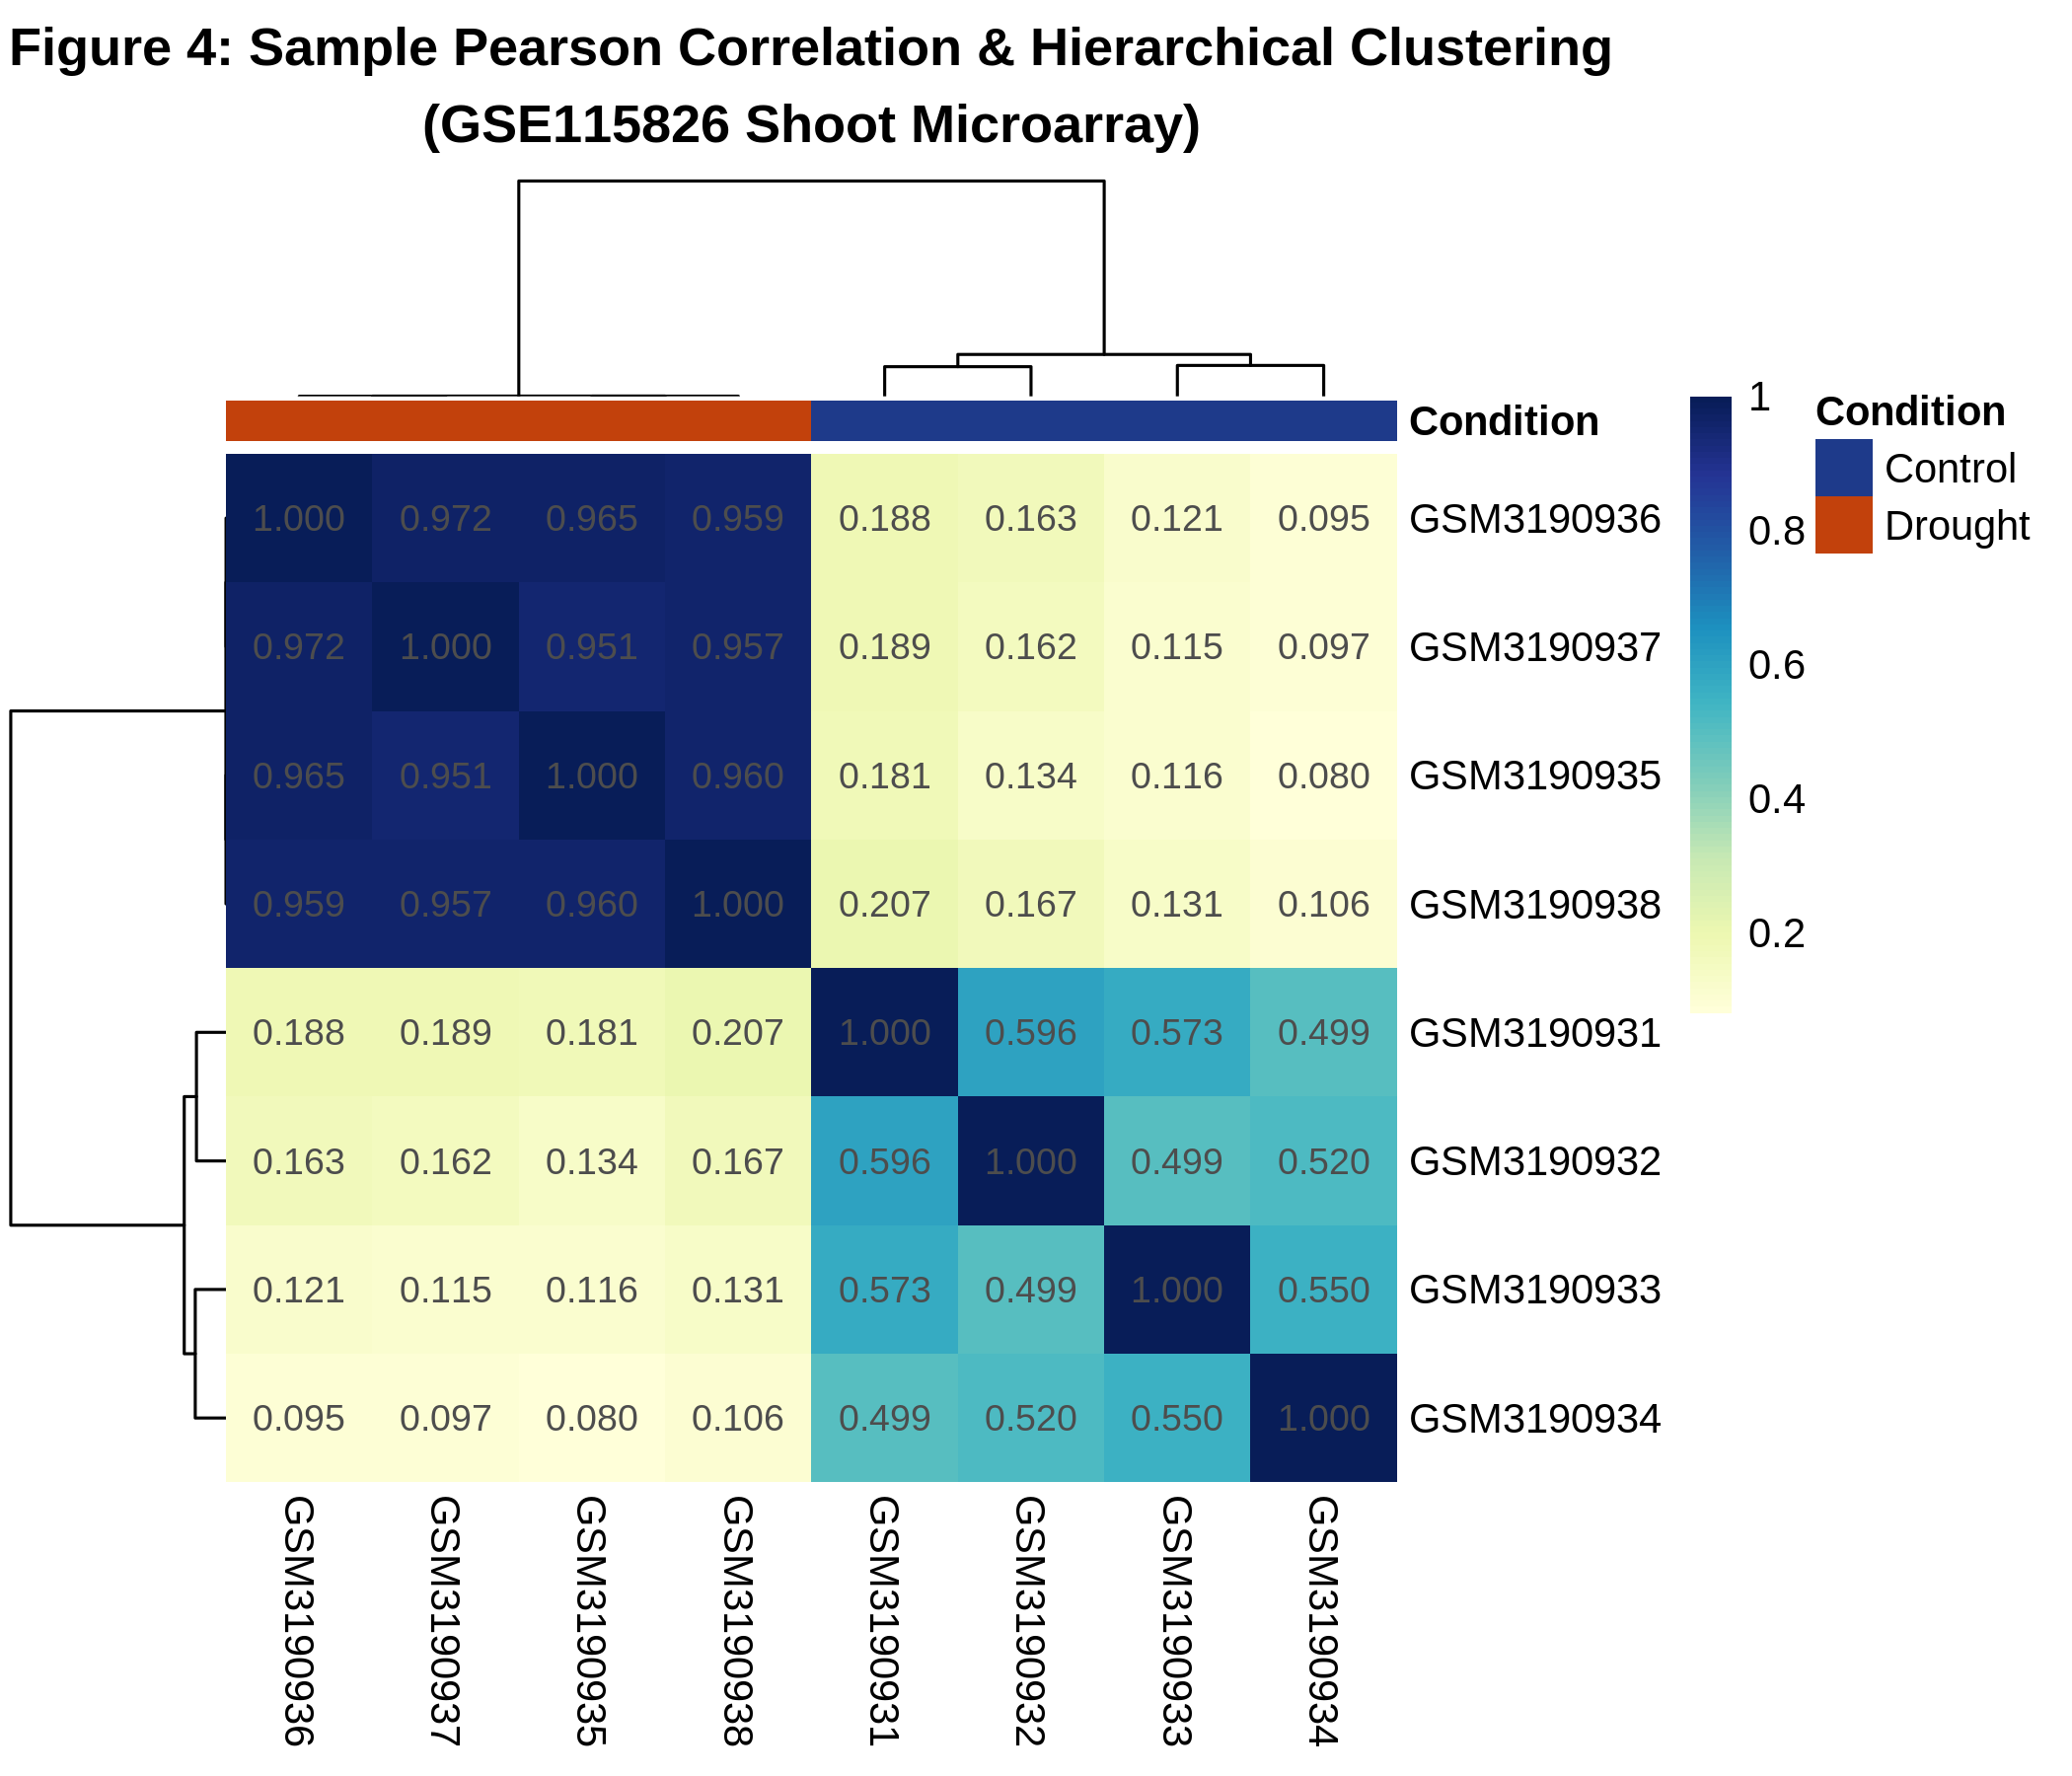 Figure 4: Sample Pearson Correlation & Hierarchical Clustering
(GSE115826 Shoot Microarray)
Condition
1
0.8
0.6
0.4
0.2
Condition
Control
Drought
1.000 0.972 0.965 0.959 0.188 0.163 0.121 0.095 GSM3190936
0.972 1.000 0.951 0.957 0.189 0.162 0.115 0.097 GSM3190937
0.965 0.951 1.000 0.960 0.181 0.134 0.116 0.080 GSM3190935
0.959 0.957 0.960 1.000 0.207 0.167 0.131 0.106 GSM3190938
0.188 0.189 0.181 0.207 1.000 0.596 0.573 0.499 GSM3190931
0.163 0.162 0.134 0.167 0.596 1.000 0.499 0.520 GSM3190932
0.121 0.115 0.116 0.131 0.573 0.499 1.000 0.550 GSM3190933
0.095 0.097 0.080 0.106 0.499 0.520 0.550 1.000 GSM3190934
GSM3190936
GSM3190937
GSM3190935
GSM3190938
GSM3190931
GSM3190932
GSM3190933
GSM3190934